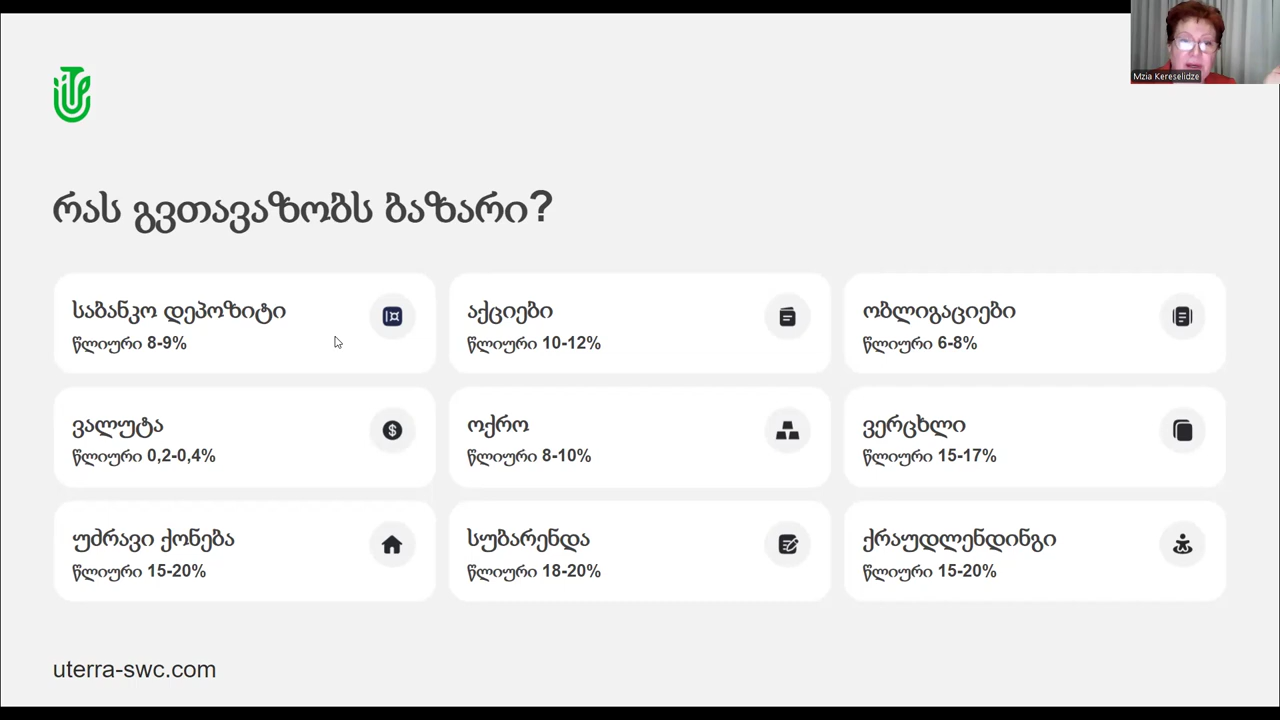 Mzia Kereselidze
რას გვთავაზობს ბაზარი?
საბანკო დეპოზიტი
წლიური 8-9%
აქციები
წლიური 10-12%
ობლიგაციები
წლიური 6-8%
ვალუტა
წლიური 0,2-0,4%
ოქრო
წლიური 8-10%
ვერცხლი
წლიური 15-17%
უძრავი ქონება
წლიური 15-20%
სუბარენდა
წლიური 18-20%
ქრაუდლენდინგი
წლიური 15-20%
uterra-swc.com